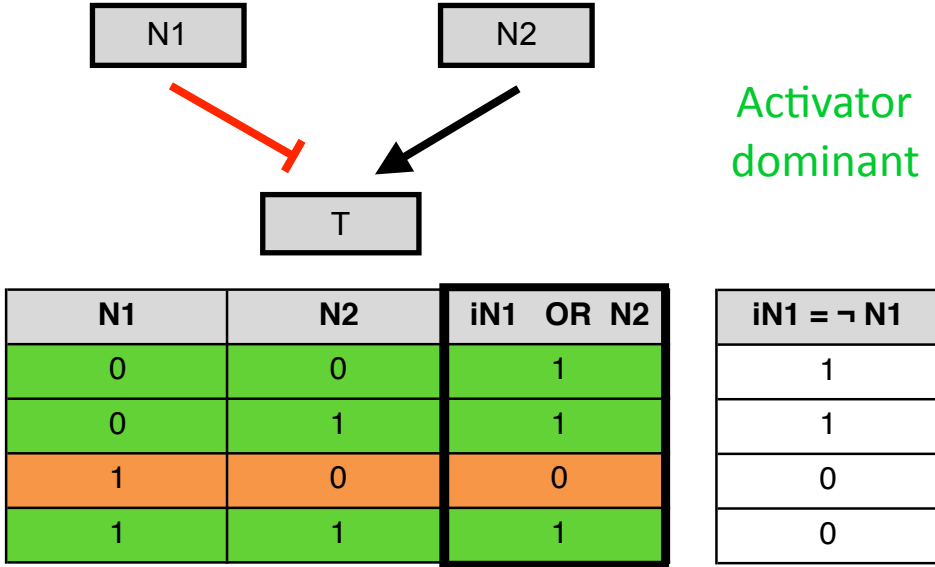 N1 N2
Activator
dominant
T
N1 N2 iN1 OR N2 iN1 = ¬ N1
0 0 1 1
0 1 1 1
1 0 0 0
1 1 1 0